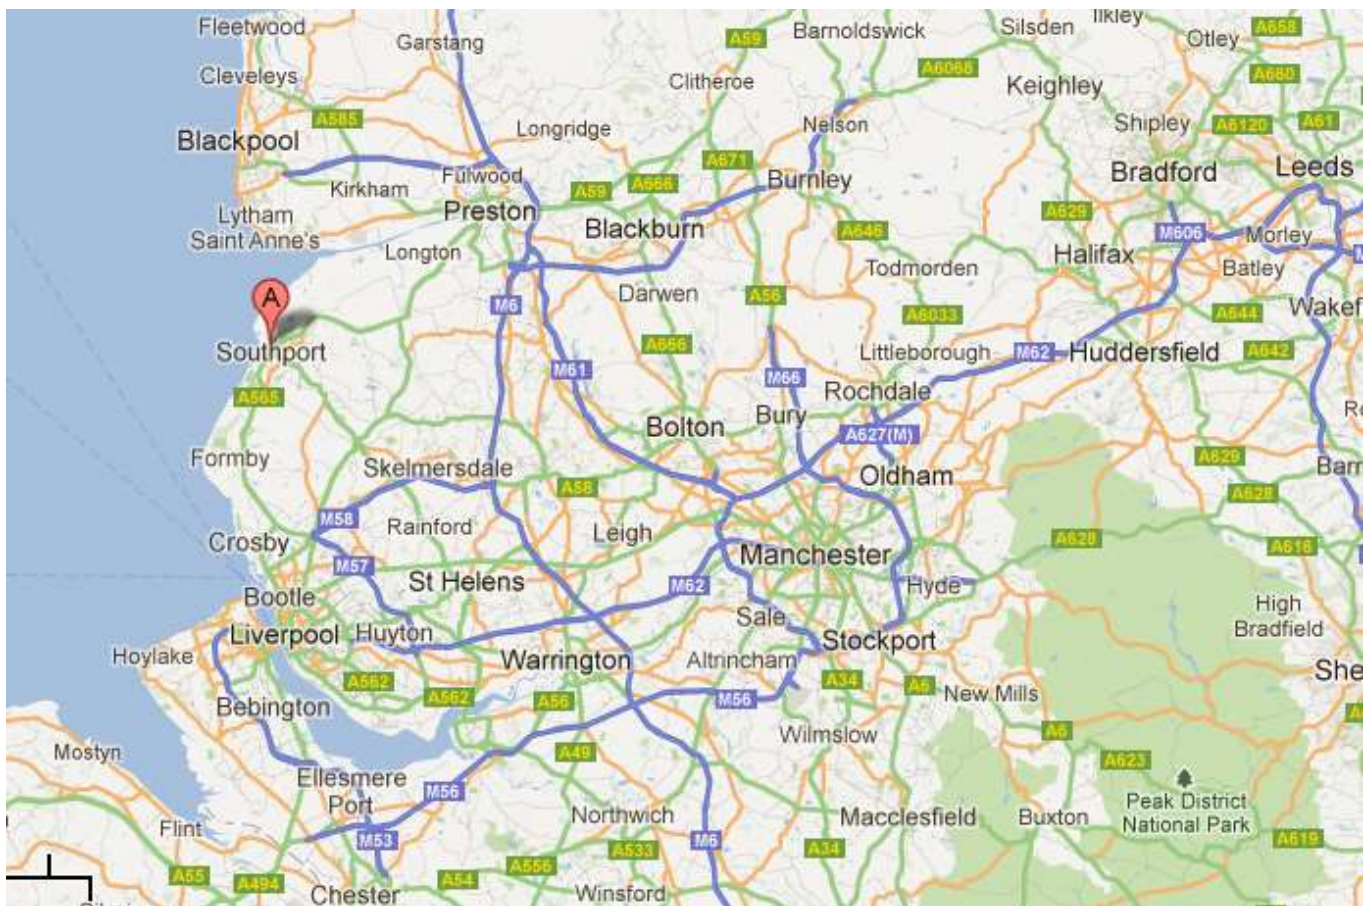 Fleetwood
Garstang
A59
Barnoldswick
Silsden
Ilkley
A658
Otley
Cleveleys
Clitheroe
A6068
Keighley
A660
A585
Longridge
Nelson
Shipley
A6120
A61
Blackpool
Fulwood
A671
Burnley
Bradford
Leeds
Kirkham
A59
A666
Lytham
Saint Anne's
Preston
Blackburn
A646
A629
M606
Morley
Longton
Todmorden
Halifax
Batley
A
M6
Darwen
A56
A6033
A644
Southport
A666
Littleborough
M62
Huddersfield
A642
M61
M66
Rochdale
A565
Bolton
Bury
A627(M)
Formby
Skelmersdale
A58
Oldham
A629
A628
M58
Rainford
Leigh
Crosby
Manchester
A628
A616
M57
St Helens
M62
Hyde
Bootle
Sale
High
Bradfield
Liverpool
Huyton
Stockport
Hoylake
Warrington
Altrincham
A562
A562
A56
M56
A34
A6
New Mills
Bebington
Wilmslow
A6
Mostyn
A49
A623
Ellesmere
Port
M56
Northwich
Macclesfield
Buxton
Peak District
National Park
Flint
M53
A533
M6
A34
A619
A55
A494
Chester
A54
A556
Winsford